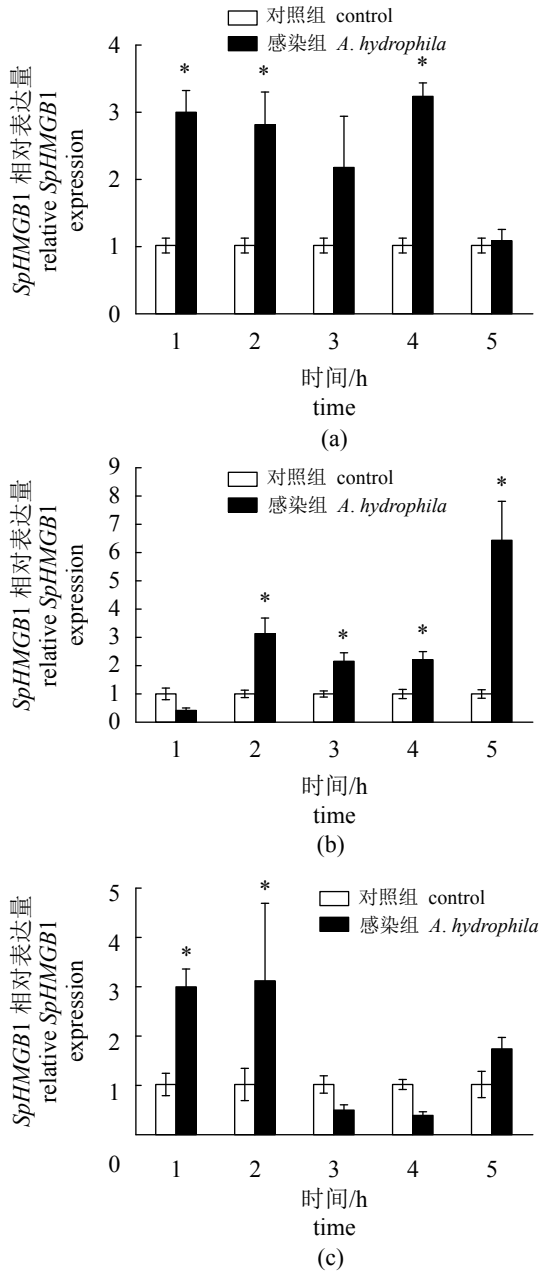 对照组 control
感染组 A. hydrophila
SpHMGB1 相对表达量
relative SpHMGB1
expression
4
3
2
1
0
* * *
1 2 3 4 5
时间/h
time
(a)
对照组 control
感染组 A. hydrophila
SpHMGB1 相对表达量
relative SpHMGB1
expression
9
8
7
6
5
4
3
2
1
0
* * * *
1 2 3 4 5
时间/h
time
(b)
对照组 control
感染组 A. hydrophila
SpHMGB1 相对表达量
relative SpHMGB1
expression
5
4
3
2
1
0
* *
1 2 3 4 5
时间/h
time
(c)